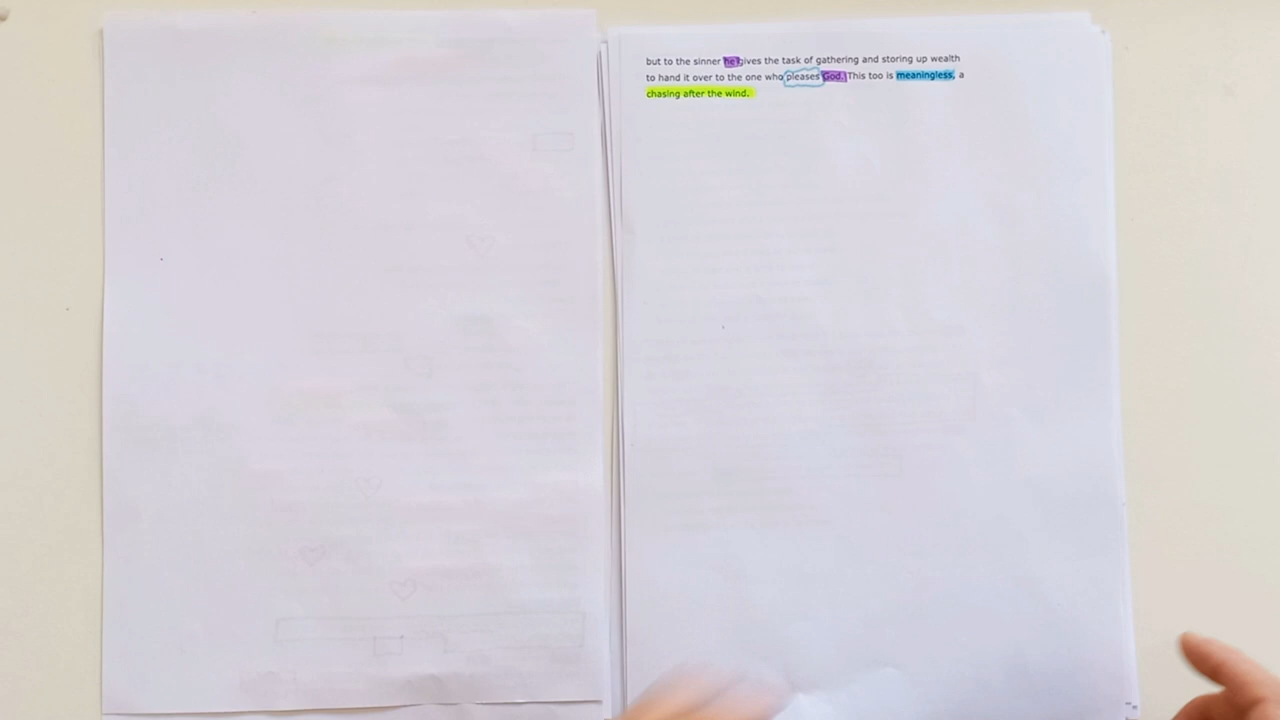 but to the sinner he gives the task of gathering and storing up wealth
to hand it over to the one who pleases God. This too is meaningless, a
chasing after the wind.